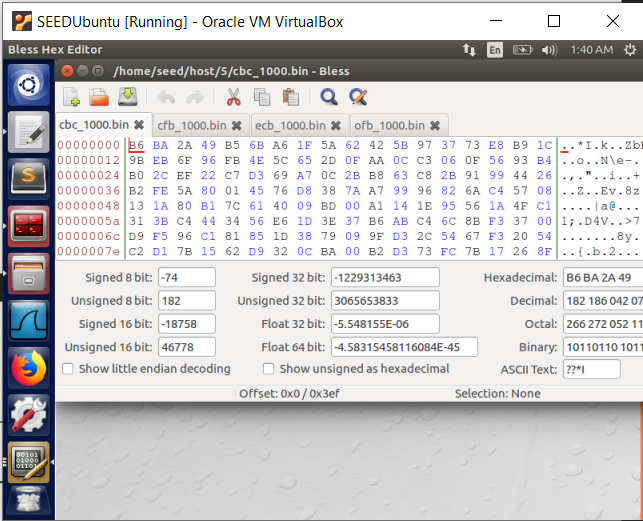 SEEDUbuntu [Running] - Oracle VM VirtualBox
Bless Hex Editor En 1:40 AM
/home/seed/host/5/cbc_1000.bin - Bless
cbc_1000.bin cfb_1000.bin ecb_1000.bin ofb_1000.bin
00000000 B6 BA 2A 49 B5 6B A6 1F 5A 62 42 5B 97 37 73 E8 B9 1C ..*I.k..Zb
00000012 9B EB 6F 96 FB 4E 5C 65 2D 0F AA 0C C3 06 0F 56 93 B4 ..o..N\e-.
00000024 B0 2C EF 22 C7 D3 69 A7 0C 2B B8 63 C8 2B 91 99 44 26 .,."..i..+
00000036 B2 FE 5A 80 01 45 76 D8 38 7A A7 99 96 82 6A C4 57 08 ..Z..Ev.8z
00000048 13 1A 80 B1 7C 61 40 09 BD 00 A1 14 1E 95 56 1A 4F C1 ....|a@...
0000005a 31 3B C4 44 34 56 E6 1D 3E 37 B6 AB C4 6C 8B F3 37 00 1;.D4V..>7
0000006c D9 F5 96 C1 81 85 1D 38 79 09 9F D3 2C 54 67 F3 20 54 .......8y.
0000007e C2 D1 7B 15 62 D9 32 0C BA 00 B2 D3 73 FC 7B 17 26 8F ..{.b.2...
Signed 8 bit: -74 Signed 32 bit: -1229313463 Hexadecimal: B6 BA 2A 49
Unsigned 8 bit: 182 Unsigned 32 bit: 3065653833 Decimal: 182 186 042 07
Signed 16 bit: -18758 Float 32 bit: -5.548155E-06 Octal: 266 272 052 11
Unsigned 16 bit: 46778 Float 64 bit: -4.58315458116084E-45 Binary: 10110110 1011
Show little endian decoding Show unsigned as hexadecimal ASCII Text: ??*I
Offset: 0x0 / 0x3ef Selection: None